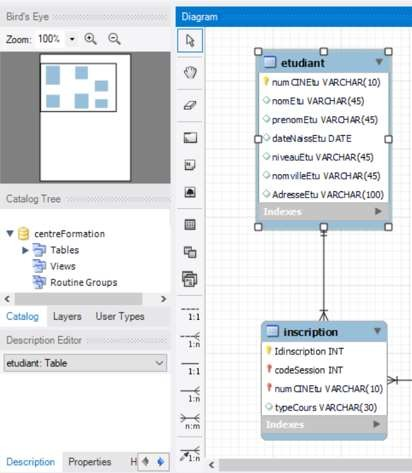 Bird's Eye
Zoom: 100%
Catalog Tree
centreFormation
Tables
Views
Routine Groups
Catalog Layers User Types
Description Editor
etudiant: Table
Description Properties H
Diagram
1:1
1:n
1:1
1:n
n:m
1:n
etudiant
numCINEtu VARCHAR(10)
nomEtu VARCHAR(45)
prenomEtu VARCHAR(45)
dateNaissEtu DATE
niveauEtu VARCHAR(45)
nomvilleEtu VARCHAR(45)
AdresseEtu VARCHAR(100)
Indexes
inscription
Idinscription INT
codeSession INT
numCINEtu VARCHAR(10)
typeCours VARCHAR(30)
Indexes